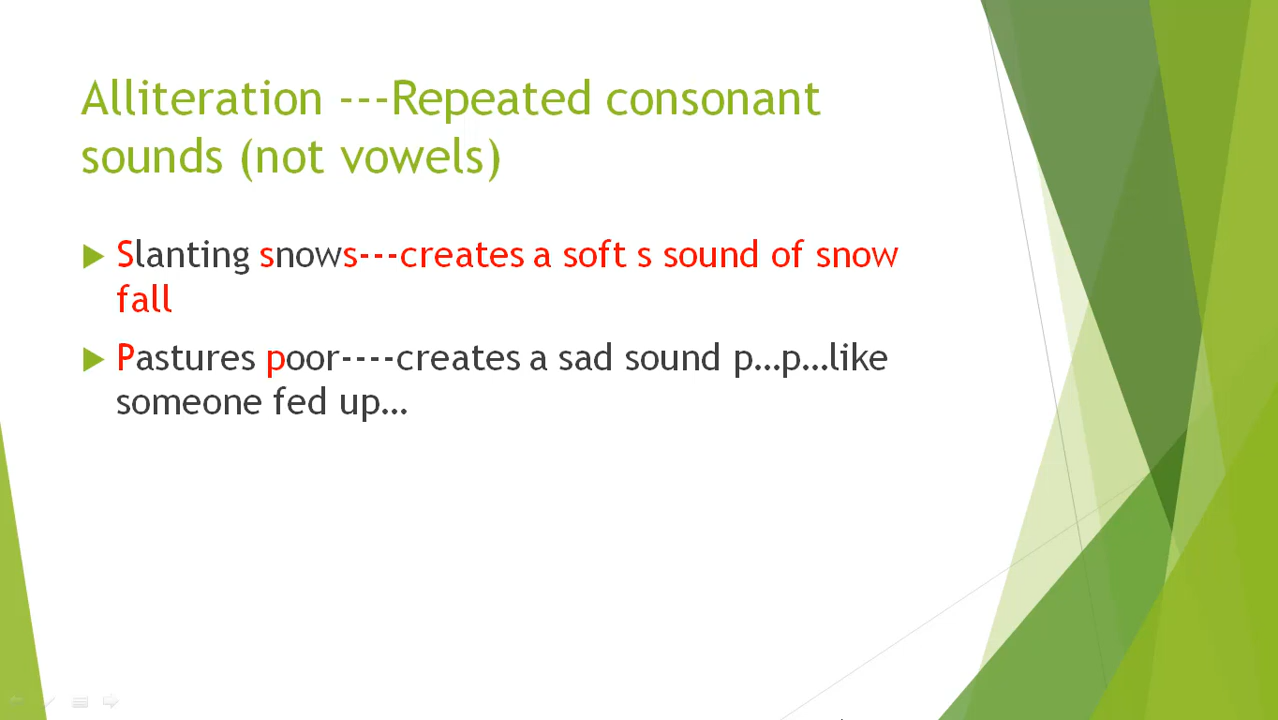 Alliteration ---Repeated consonant
sounds (not vowels)
Slanting snows---creates a soft s sound of snow
fall
Pastures poor----creates a sad sound p…p…like
someone fed up…